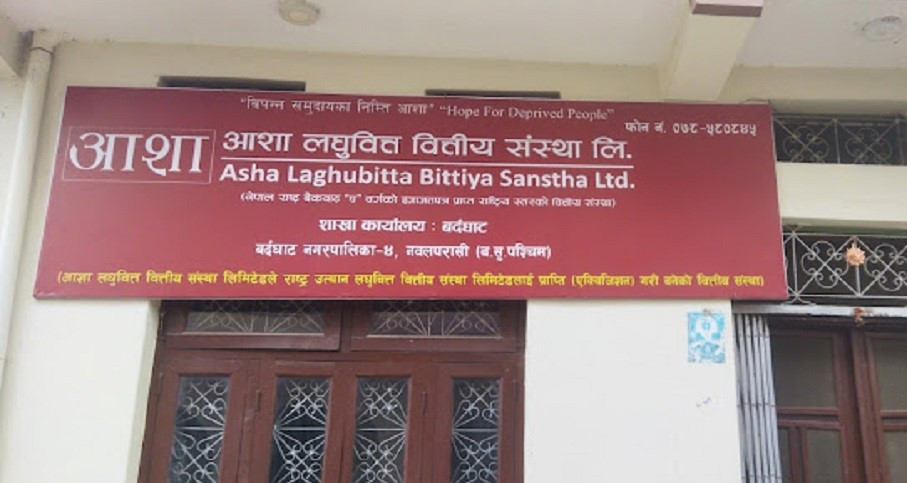 "विपन्न समुदायका निम्ति आशा" "Hope For Deprived People"
फोन नं. ०७८-५८०८४५
आशा
आशा लघुवित्त वित्तीय संस्था लि.
Asha Laghubitta Bittiya Sanstha Ltd.
(नेपाल राष्ट्र बैंकबाट "घ" वर्गको इजाजतपत्र प्राप्त राष्ट्रिय स्तरको वित्तीय संस्था)
शाखा कार्यालय : बर्दघाट
बर्दघाट नगरपालिका-४, नवलपरासी (ब.सु.पश्चिम)
(आशा लघुवित्त वित्तीय संस्था लिमिटेडले राष्ट्र उत्थान लघुवित्त वित्तीय संस्था लिमिटेडलाई प्राप्ति (एक्विजिशन) गरी बनेको वित्तीय संस्था)